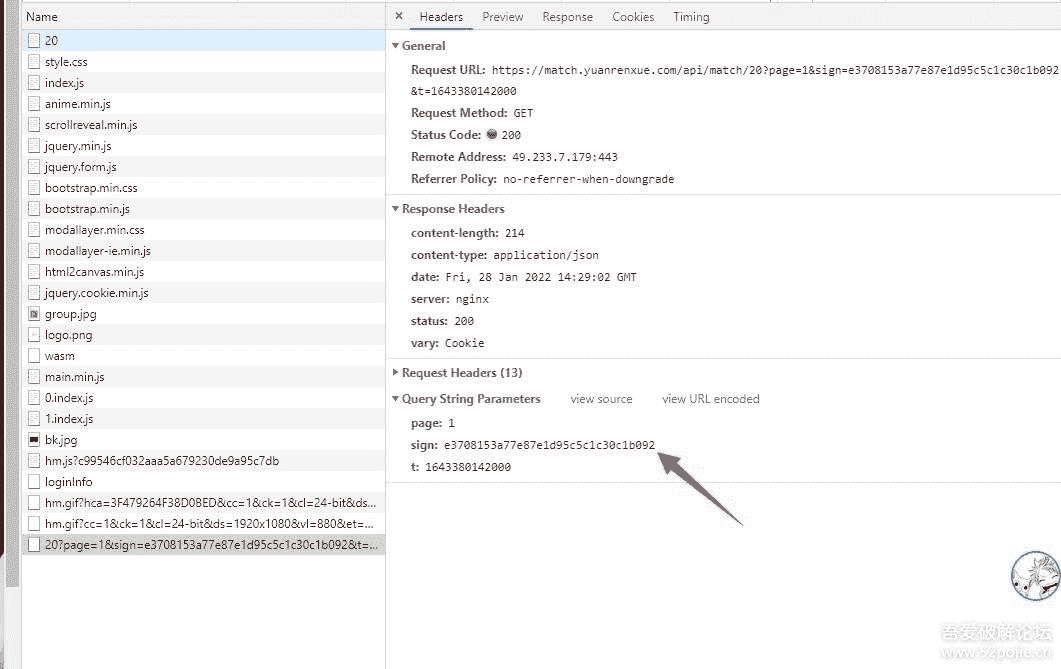 Name
20
style.css
index.js
anime.min.js
scrollreveal.min.js
jquery.min.js
jquery.form.js
bootstrap.min.css
bootstrap.min.js
modallayer.min.css
modallayer-ie.min.js
html2canvas.min.js
jquery.cookie.min.js
group.jpg
logo.png
wasm
main.min.js
0.index.js
1.index.js
bk.jpg
hm.js?c99546cf032aaa5a679230de9a95c7db
loginInfo
hm.gif?hca=3F479264F38D08ED&cc=1&ck=1&cl=24-bit&ds...
hm.gif?cc=1&ck=1&cl=24-bit&ds=1920x1080&vl=880&et=...
20?page=1&sign=e3708153a77e87e1d95c5c1c30c1b092&t=...
× Headers Preview Response Cookies Timing
General
Request URL: https://match.yuanrenxue.com/api/match/20?page=1&sign=e3708153a77e87e1d95c5c1c30c1b092
&t=1643380142000
Request Method: GET
Status Code: 200
Remote Address: 49.233.7.179:443
Referrer Policy: no-referrer-when-downgrade
Response Headers
content-length: 214
content-type: application/json
date: Fri, 28 Jan 2022 14:29:02 GMT
server: nginx
status: 200
vary: Cookie
Request Headers (13)
Query String Parameters view source view URL encoded
page: 1
sign: e3708153a77e87e1d95c5c1c30c1b092
t: 1643380142000
吾爱破解论坛
www.52pojie.cn